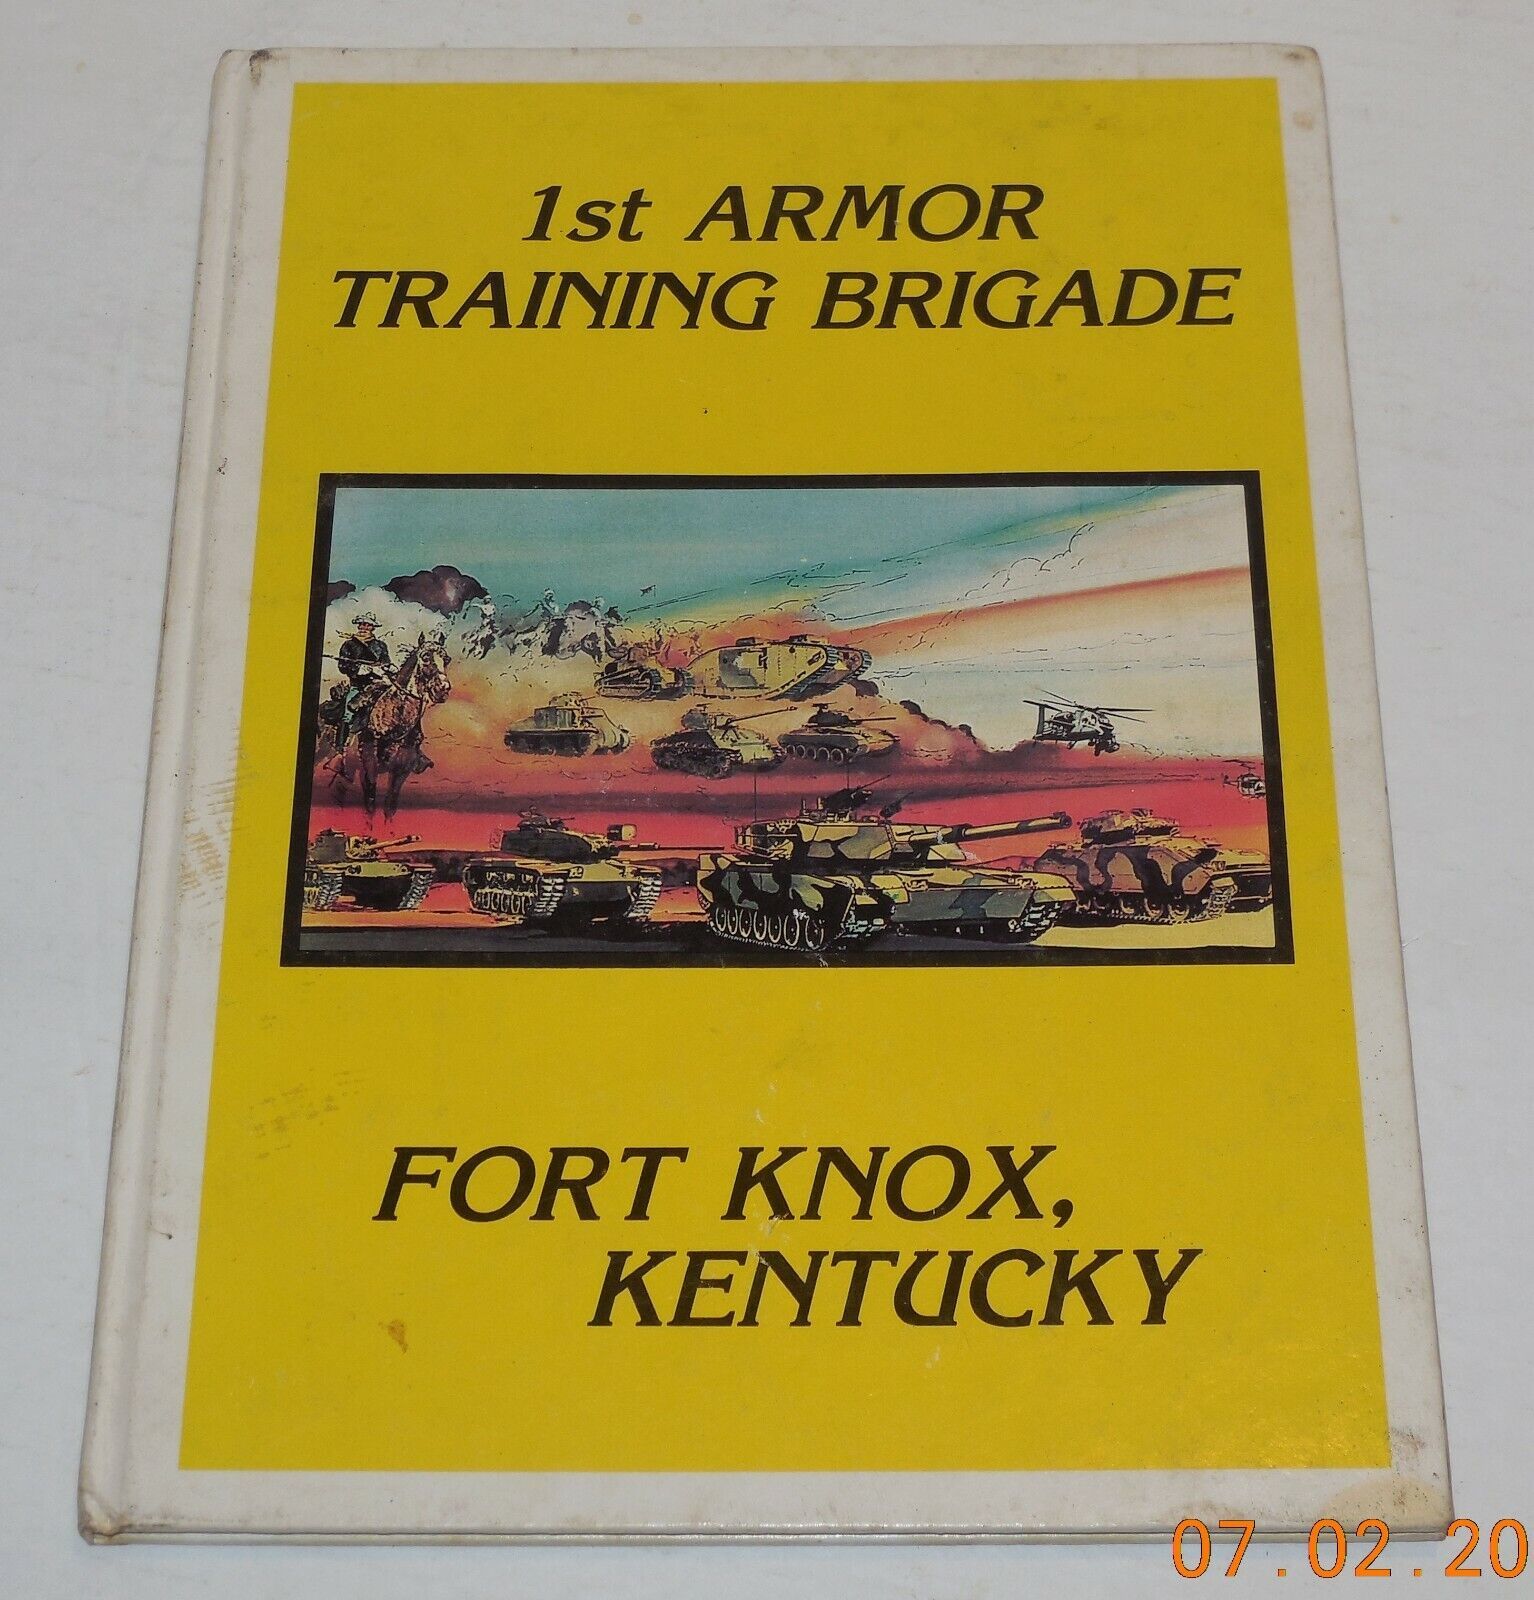 1st ARMOR
TRAINING BRIGADE
FORT KNOX,
KENTUCKY
07.02.20